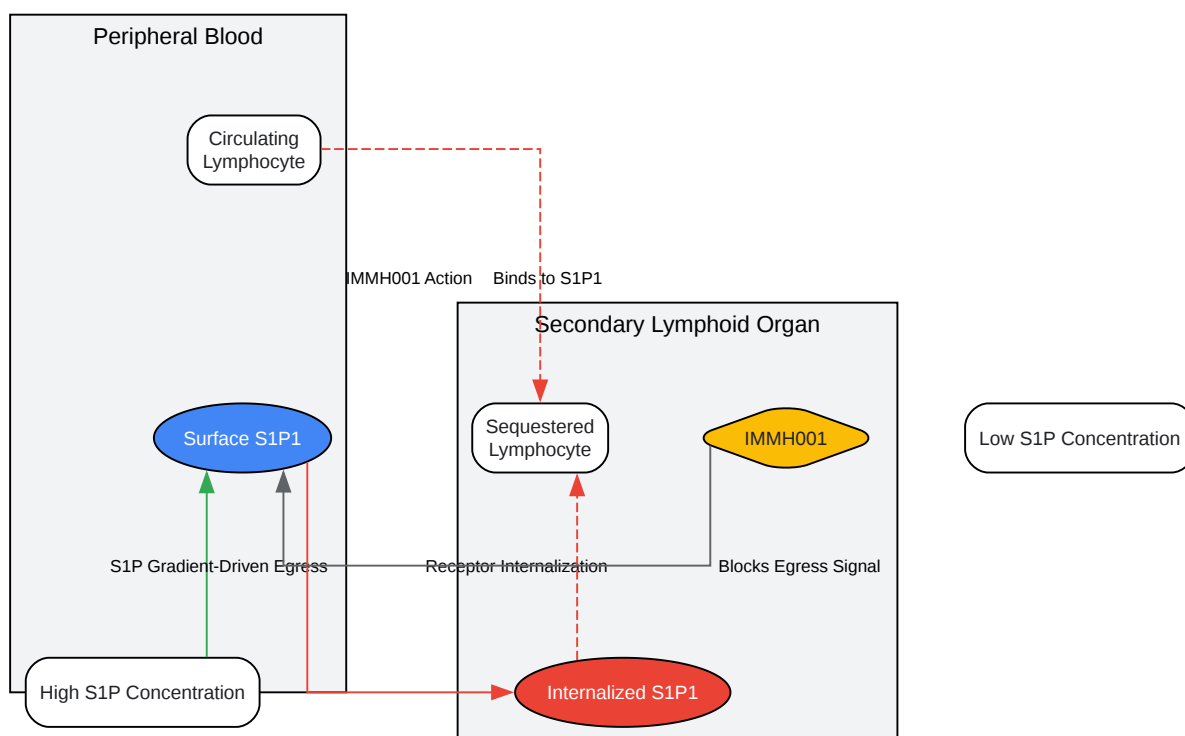 Peripheral Blood
Circulating
Lymphocyte
IMMH001 Action
Binds to S1P1
Secondary Lymphoid Organ
Surface S1P1
Sequestered
Lymphocyte
IMMH001
Low S1P Concentration
S1P Gradient-Driven Egress
Receptor Internalization
Blocks Egress Signal
High S1P Concentration
Internalized S1P1